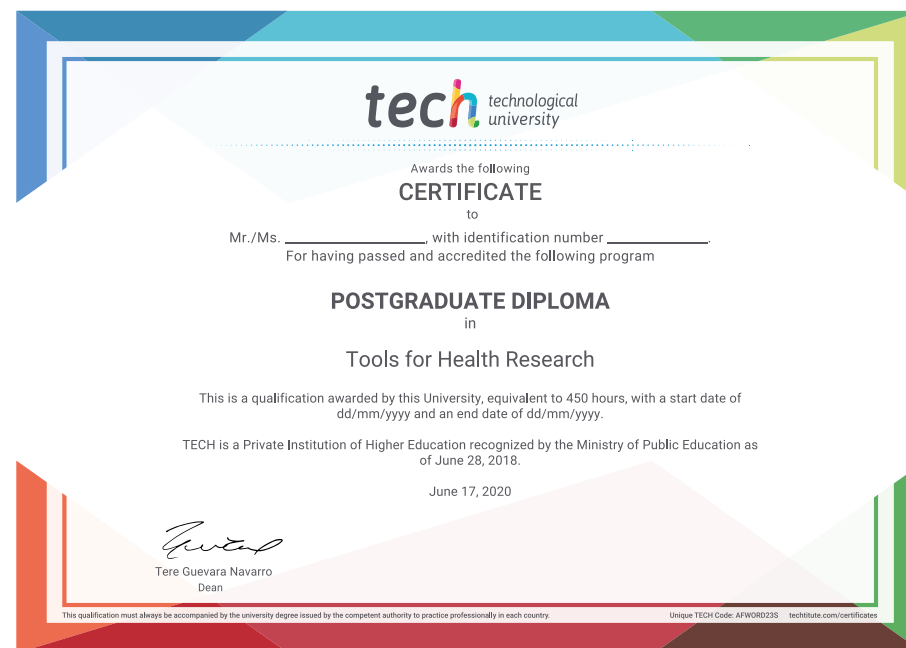 tech technological
university
Awards the following
CERTIFICATE
to
Mr./Ms. ____________________, with identification number ______________.
For having passed and accredited the following program
POSTGRADUATE DIPLOMA
in
Tools for Health Research
This is a qualification awarded by this University, equivalent to 450 hours, with a start date of
dd/mm/yyyy and an end date of dd/mm/yyyy.
TECH is a Private Institution of Higher Education recognized by the Ministry of Public Education as
of June 28, 2018.
June 17, 2020
Tere Guevara Navarro
Dean
This qualification must always be accompanied by the university degree issued by the competent authority to practice professionally in each country. Unique TECH Code: AFWORD23S techtitute.com/certificates